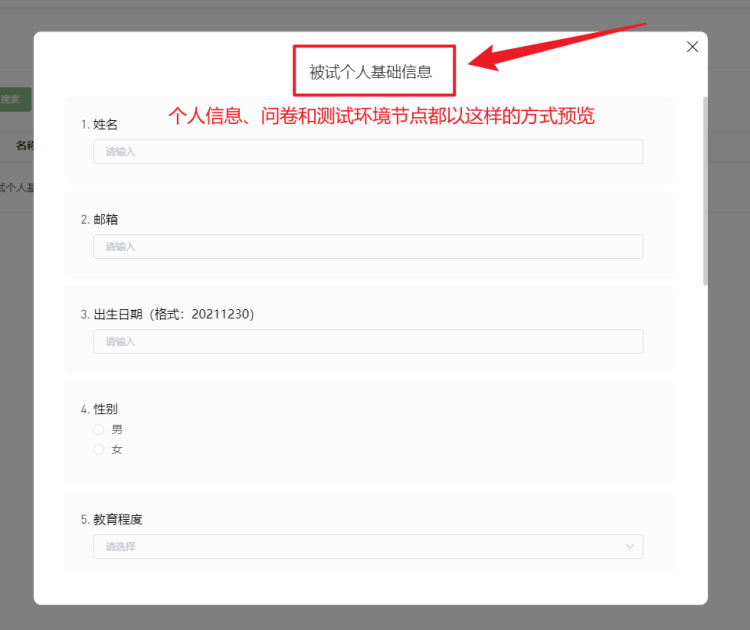 被试个人基础信息
搜索
名称
试个人基
个人信息、问卷和测试环境节点都以这样的方式预览
1. 姓名
请输入
2. 邮箱
请输入
3. 出生日期（格式：20211230）
请输入
4. 性别
男
女
5. 教育程度
请选择